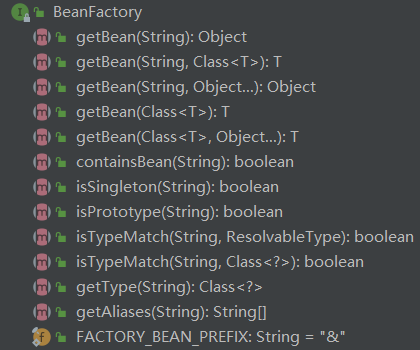 BeanFactory
getBean(String): Object
getBean(String, Class<T>): T
getBean(String, Object...): Object
getBean(Class<T>): T
getBean(Class<T>, Object...): T
containsBean(String): boolean
isSingleton(String): boolean
isPrototype(String): boolean
isTypeMatch(String, ResolvableType): boolean
isTypeMatch(String, Class<?>): boolean
getType(String): Class<?>
getAliases(String): String[]
FACTORY_BEAN_PREFIX: String = "&"